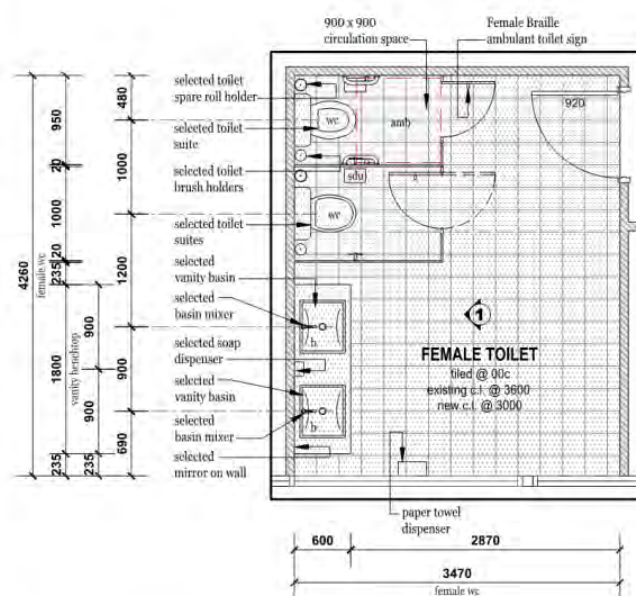 900 x 900
circulation space
Female Braille
ambulant toilet sign
selected toilet
spare roll holder
selected toilet
suite
selected toilet
brush holders
selected toilet
suites
selected
vanity basin
selected
basin mixer
selected soap
dispenser
selected
vanity basin
selected
basin mixer
selected
mirror on wall
paper towel
dispenser
wc
amb
sdu
wc
b
b
920
1
FEMALE TOILET
tiled @ 00c
existing c.l. @ 3600
new c.l. @ 3000
4260
female wc
950
20
1000
20
235
1800
235
vanity benchtop
900
900
235
480
1000
1200
900
690
600
2870
3470
female wc